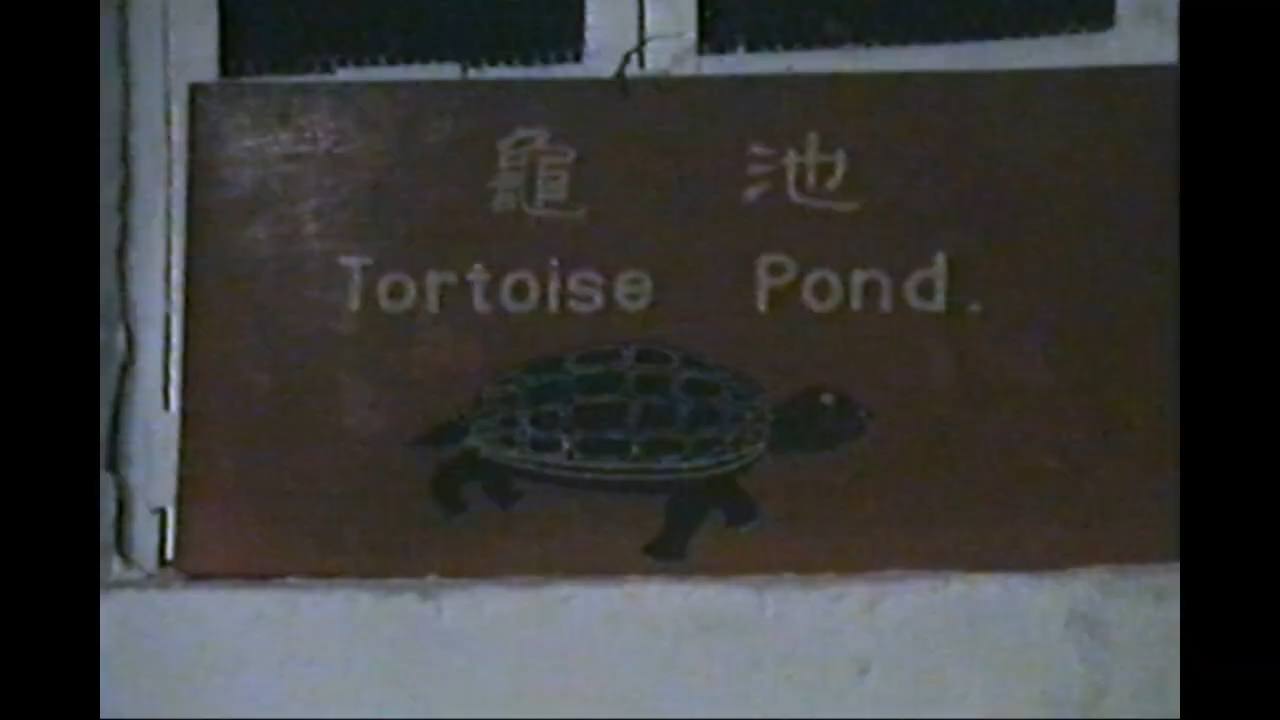 龜 池
Tortoise Pond.